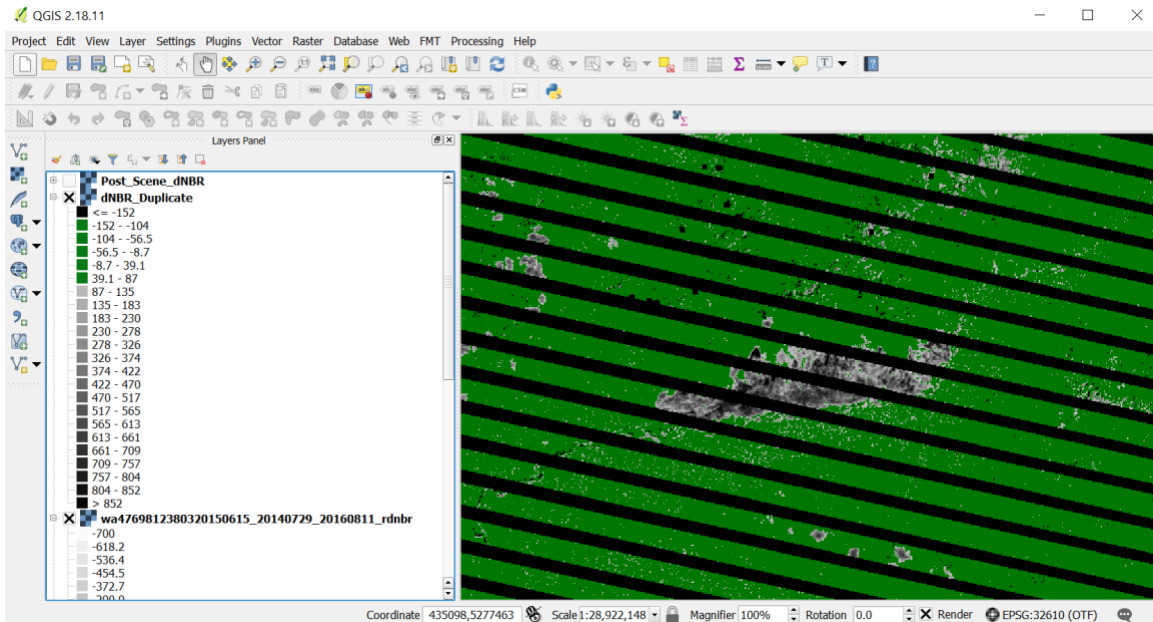 QGIS 2.18.11
Project Edit View Layer Settings Plugins Vector Raster Database Web FMT Processing Help
Layers Panel
Post_Scene_dNBR
dNBR_Duplicate
<= -152
-152 - -104
-104 - -56.5
-56.5 - -8.7
-8.7 - 39.1
39.1 - 87
87 - 135
135 - 183
183 - 230
230 - 278
278 - 326
326 - 374
374 - 422
422 - 470
470 - 517
517 - 565
565 - 613
613 - 661
661 - 709
709 - 757
757 - 804
804 - 852
> 852
wa4769812380320150615_20140729_20160811_rdnbr
-700
-618.2
-536.4
-454.5
-372.7
Coordinate 435098,5277463 Scale 1:28,922,148 Magnifier 100% Rotation 0.0 Render EPSG:32610 (OTF)